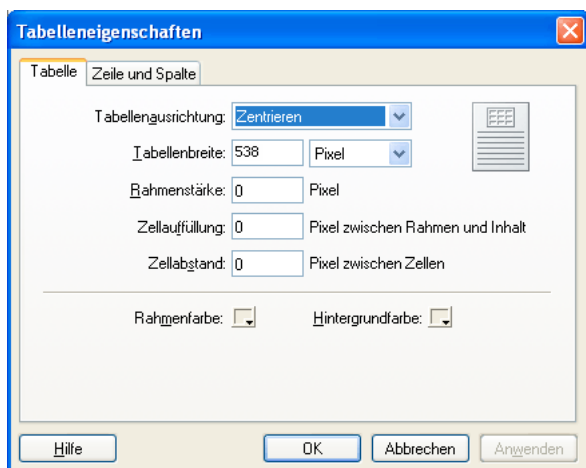 Tabelleneigenschaften
Tabelle Zeile und Spalte
Tabellenausrichtung: Zentrieren
Tabellenbreite: 538 Pixel
Rahmenstärke: 0 Pixel
Zellauffüllung: 0 Pixel zwischen Rahmen und Inhalt
Zellabstand: 0 Pixel zwischen Zellen
Rahmenfarbe: Hintergrundfarbe:
Hilfe OK Abbrechen Anwenden